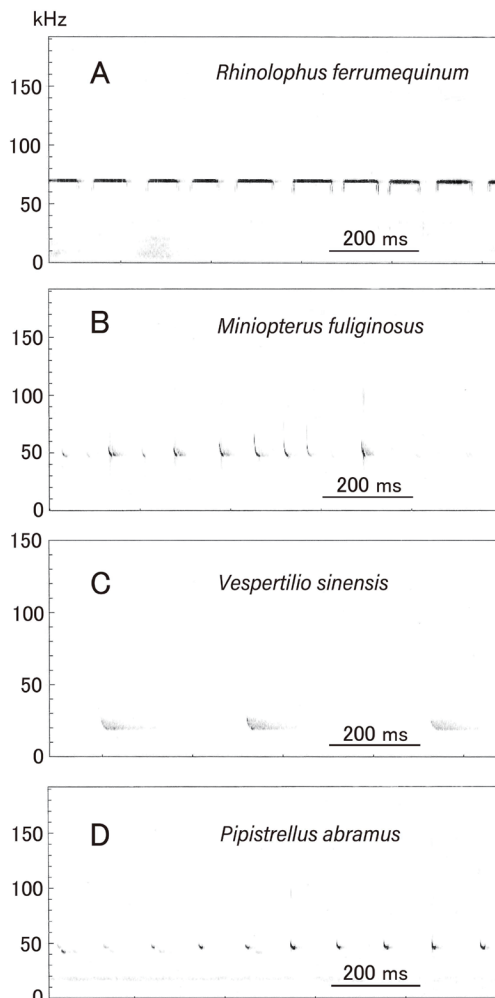 kHz
A Rhinolophus ferrumequinum
150
100
50
200 ms
0
B Miniopterus fuliginosus
150
100
50
200 ms
0
150
C Vespertilio sinensis
100
50
200 ms
0
D Pipistrellus abramus
150
100
50
200 ms
0